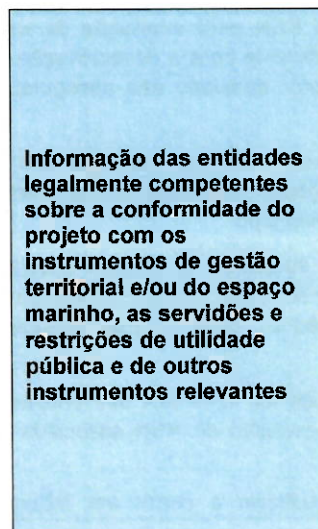 Informação das entidades
legalmente competentes
sobre a conformidade do
projeto com os
instrumentos de gestão
territorial e/ou do espaço
marinho, as servidões e
restrições de utilidade
pública e de outros
instrumentos relevantes